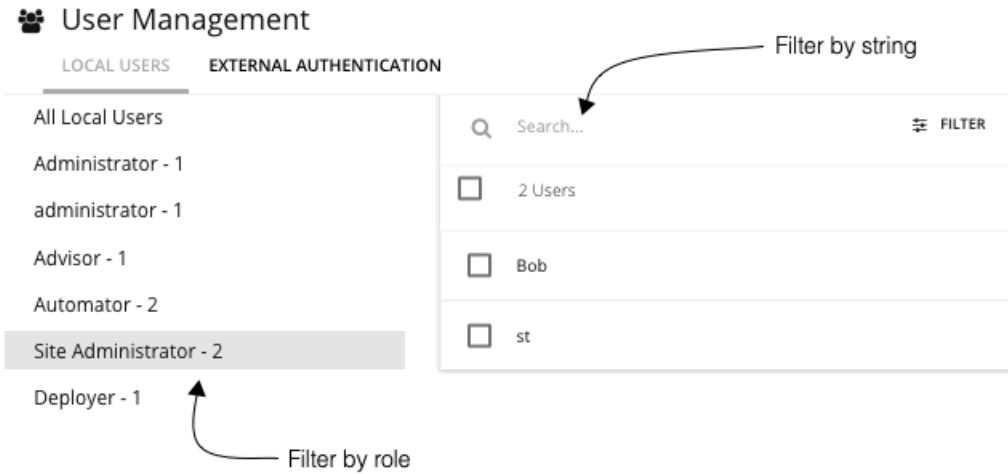 User Management
Filter by string
LOCAL USERS EXTERNAL AUTHENTICATION
All Local Users
Administrator - 1
administrator - 1
Advisor - 1
Automator - 2
Site Administrator - 2
Deployer - 1
Filter by role
Search... FILTER
2 Users
Bob
st